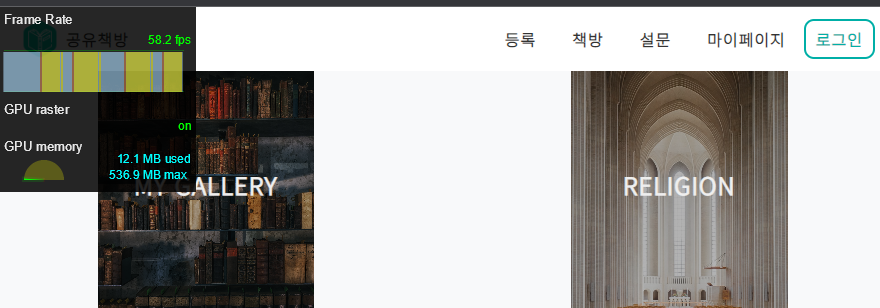 Frame Rate
공유책방
58.2 fps
등록
책방
설문
마이페이지
로그인
GPU raster
on
GPU memory
12.1 MB used
536.9 MB max
MY GALLERY
RELIGION